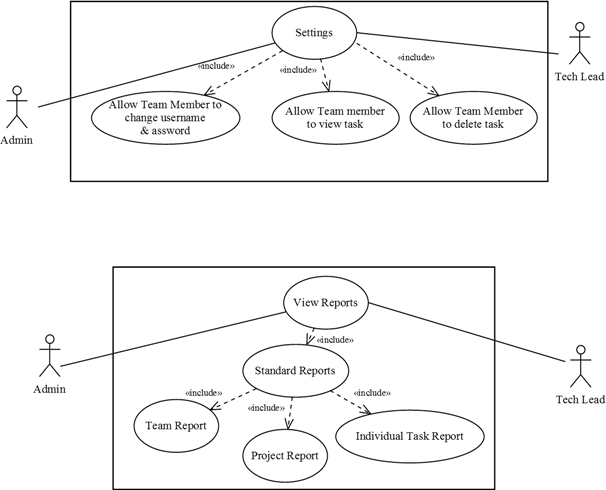 Settings
Tech Lead
«include»
«include»
«include»
Admin
Allow Team Member to
change username
& assword
Allow Team member
to view task
Allow Team Member
to delete task
View Reports
«include»
Admin
Standard Reports
Tech Lead
«include»
«include»
«include»
Team Report
Project Report
Individual Task Report